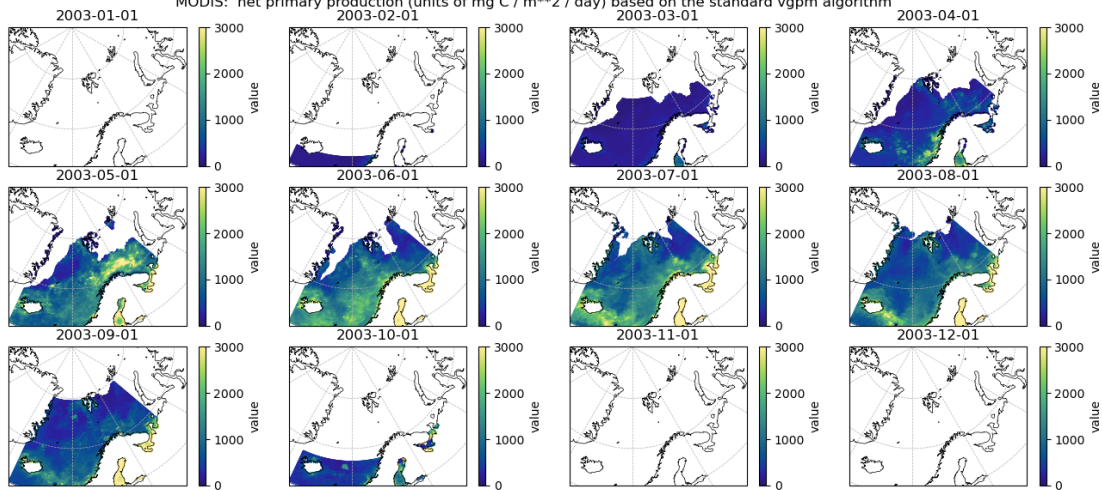 MODIS: net primary production (units of mg C / m**2 / day) based on the standard vgpm algorithm
2003-01-01 2003-02-01 2003-03-01 2003-04-01
3000 3000 3000 3000
2000 2000 2000 2000
value value value value
1000 1000 1000 1000
0 0 0 0
2003-05-01 2003-06-01 2003-07-01 2003-08-01
3000 3000 3000 3000
2000 2000 2000 2000
value value value value
1000 1000 1000 1000
0 0 0 0
2003-09-01 2003-10-01 2003-11-01 2003-12-01
3000 3000 3000 3000
2000 2000 2000 2000
value value value value
1000 1000 1000 1000
0 0 0 0